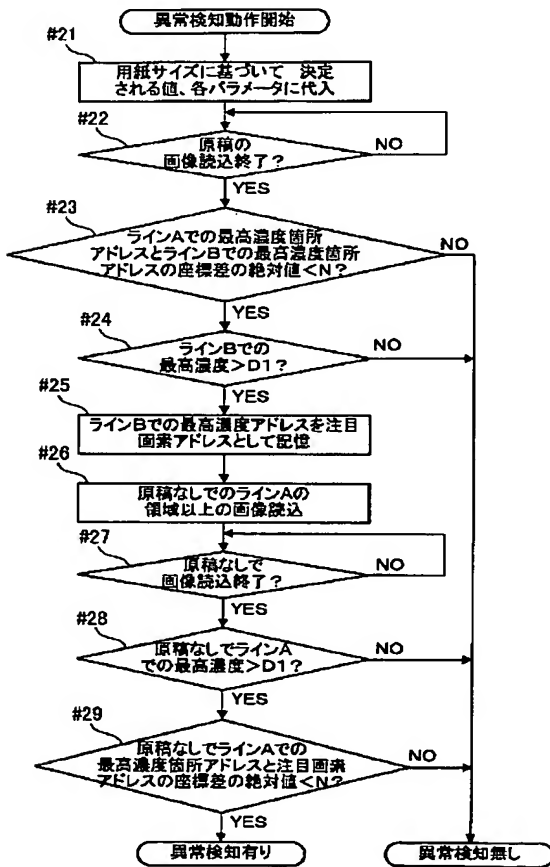 異常検知動作開始
#21
用紙サイズに基づいて 決定
される値、各パラメータに代入
#22
原稿の
画像読込終了?
NO
YES
#23
ラインAでの最高濃度箇所
アドレスとラインBでの最高濃度箇所
アドレスの座標差の絶対値<N?
NO
YES
#24
ラインBでの
最高濃度>D1?
NO
YES
#25
ラインBでの最高濃度アドレスを注目
画素アドレスとして記憶
#26
原稿なしでのラインAの
領域以上の画像読込
#27
原稿なしで
画像読込終了?
NO
YES
#28
原稿なしでラインA
での最高濃度>D1?
NO
YES
#29
原稿なしでラインAでの
最高濃度箇所アドレスと注目画素
アドレスの座標差の絶対値<N?
NO
YES
異常検知有り
異常検知無し